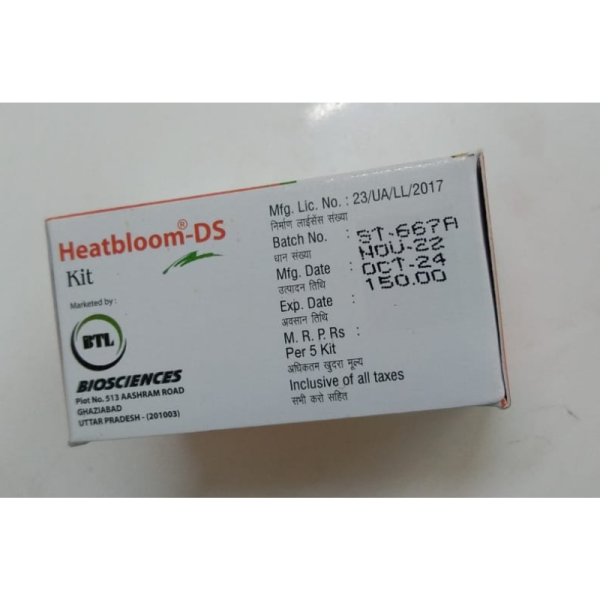 Heatbloom®-DS
Kit
Marketed by :
BTL
BIOSCIENCES
Plot No. 513 AASHRAM ROAD
GHAZIABAD
UTTAR PRADESH - (201003)
Mfg. Lic. No. : 23/UA/LL/2017
निर्माण लाईसेंस संख्या
Batch No. : ST-667A
धान संख्या
Mfg. Date : NOV-22
उत्पादन तिथि
Exp. Date : OCT-24
अवसान तिथि
M. R. P. Rs : 150.00
Per 5 Kit
अधिकतम खुदरा मूल्य
Inclusive of all taxes
सभी करो सहित